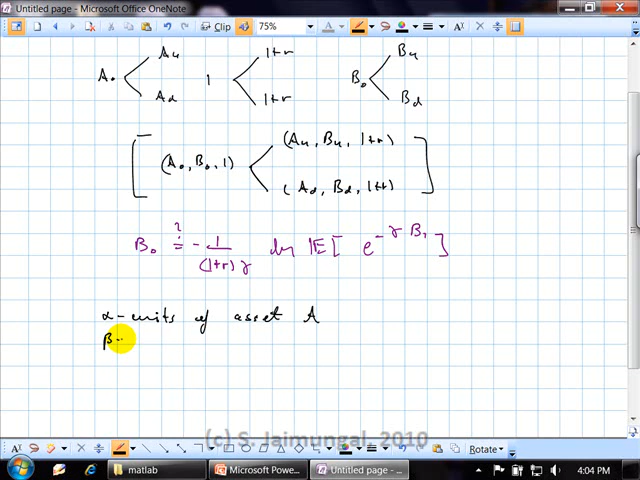 Untitled page - Microsoft Office OneNote
75%
Clip
A₀ Au Ad 1 1+r 1+r B₀ Bu Bd
(A₀, B₀, 1)
(Au, Bu, 1+r)
(Ad, Bd, 1+r)
B₀ ?= - 1/(1+r)γ ln E[ e^{-γ B₁} ]
α-units of asset A
β-
(c) S. Jaimungal, 2010
Rotate
matlab
Microsoft Power...
Untitled page - ...
4:04 PM